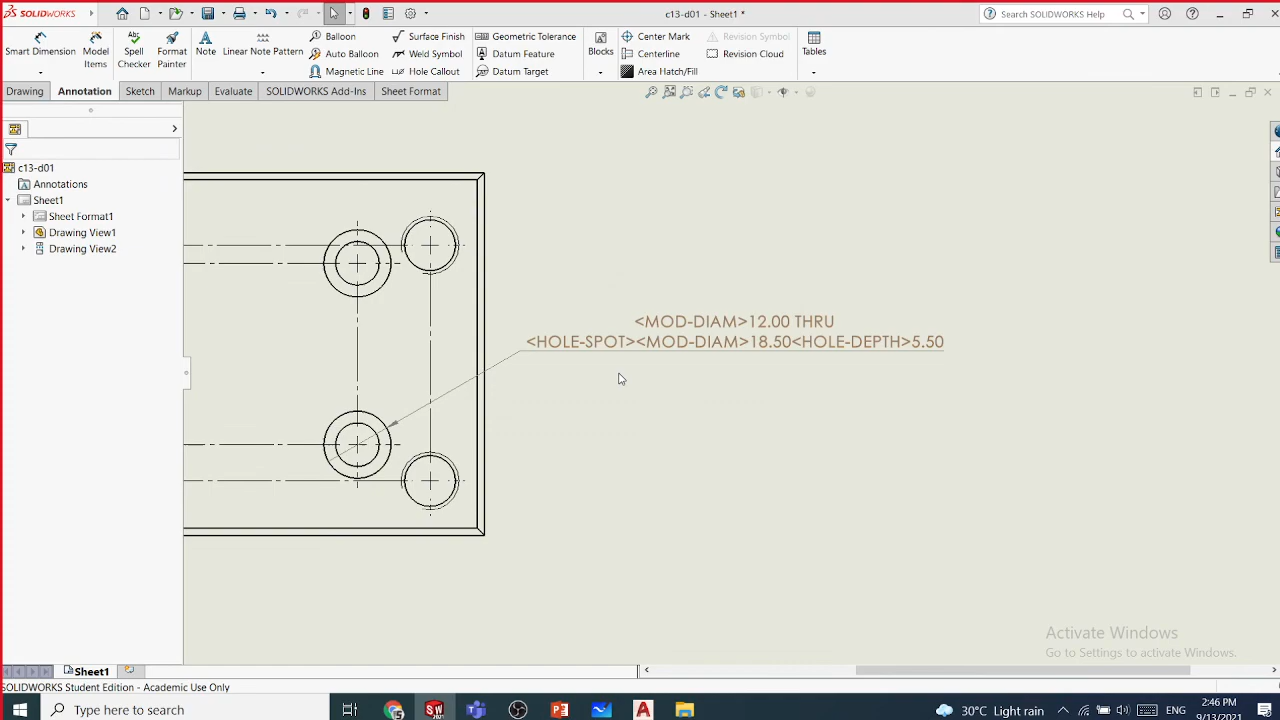 SOLIDWORKS
c13-d01 - Sheet1 *
Search SOLIDWORKS Help
Smart Dimension
Model Items
Spell Checker
Format Painter
Note
Linear Note Pattern
Balloon
Auto Balloon
Magnetic Line
Surface Finish
Weld Symbol
Hole Callout
Geometric Tolerance
Datum Feature
Datum Target
Blocks
Center Mark
Centerline
Area Hatch/Fill
Revision Symbol
Revision Cloud
Tables
Drawing
Annotation
Sketch
Markup
Evaluate
SOLIDWORKS Add-Ins
Sheet Format
c13-d01
Annotations
Sheet1
Sheet Format1
Drawing View1
Drawing View2
<MOD-DIAM>12.00 THRU
<HOLE-SPOT><MOD-DIAM>18.50<HOLE-DEPTH>5.50
Activate Windows
Go to Settings to activate Windows.
Sheet1
SOLIDWORKS Student Edition - Academic Use Only
Type here to search
30°C Light rain
ENG
2:46 PM
9/13/2021